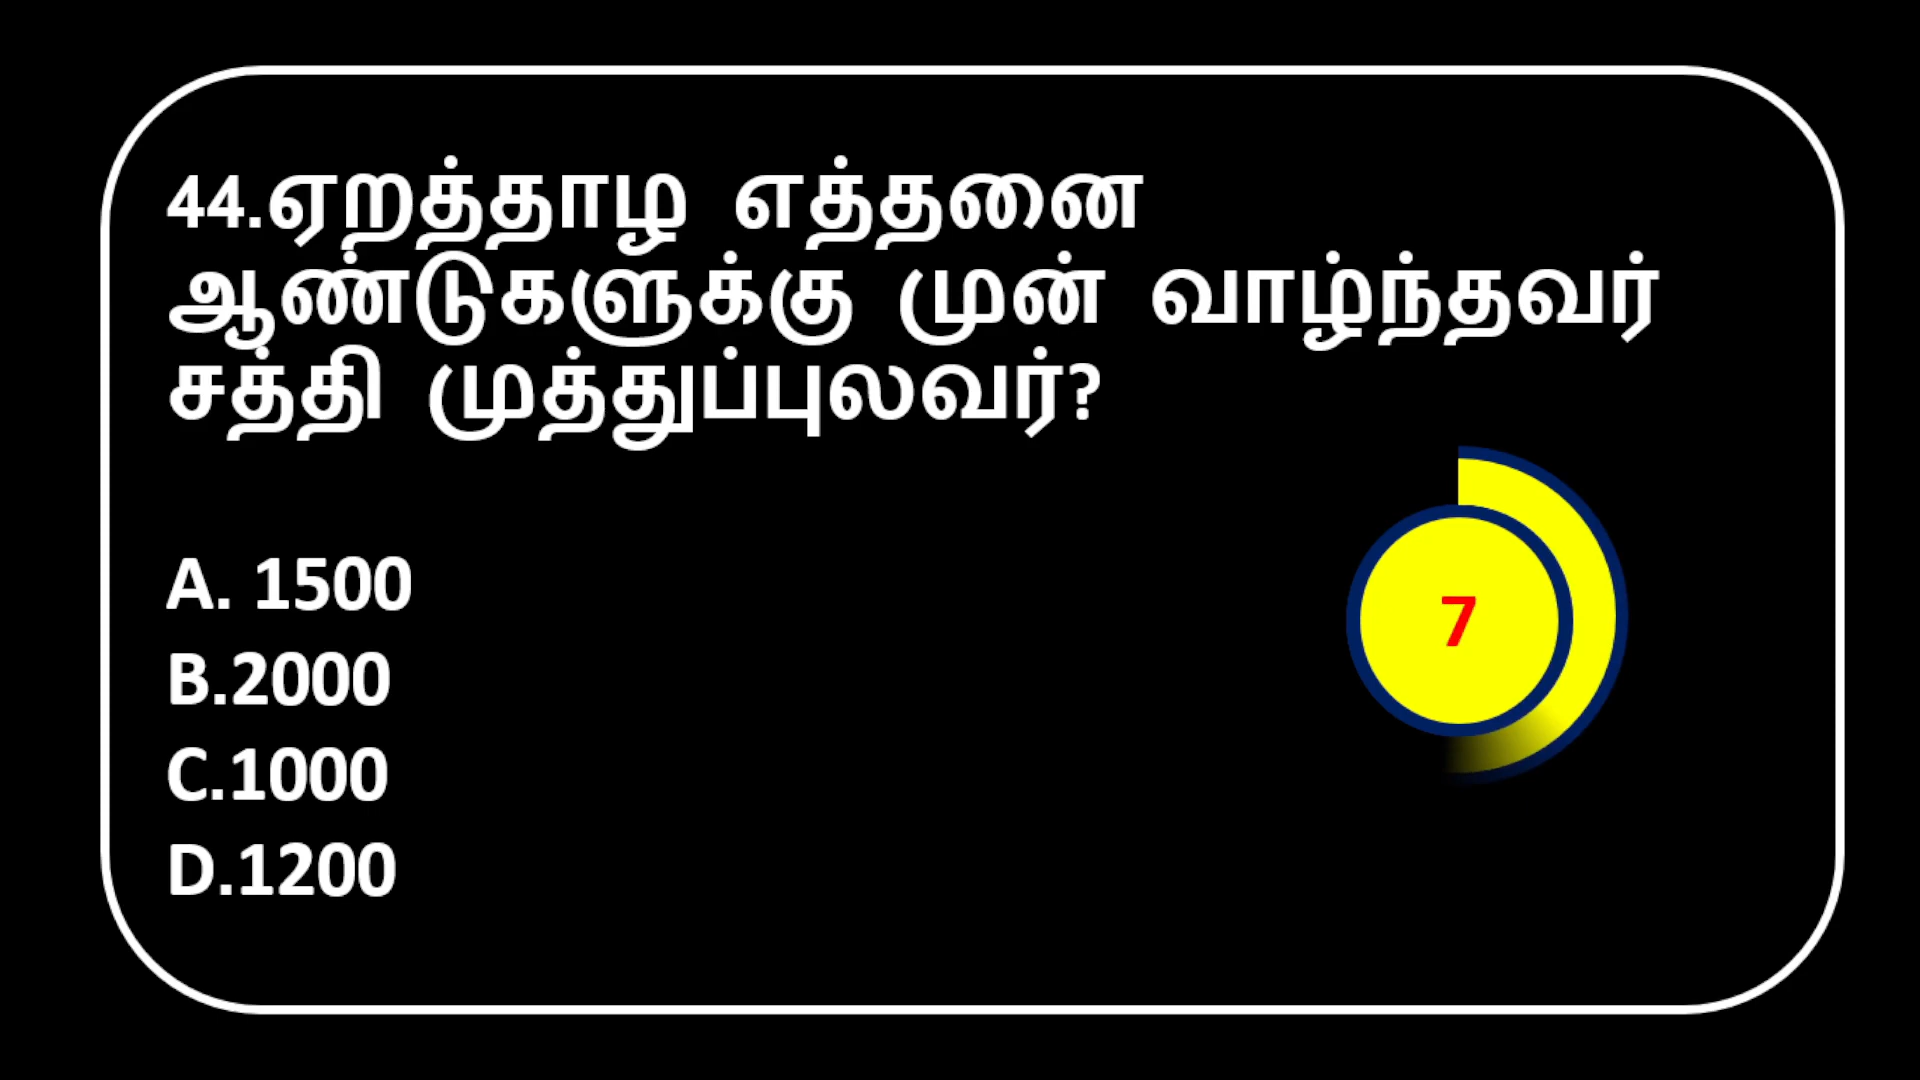 44.ஏறத்தாழ எத்தனை
ஆண்டுகளுக்கு முன் வாழ்ந்தவர்
சத்தி முத்துப்புலவர்?
A. 1500
B.2000
C.1000
D.1200
7